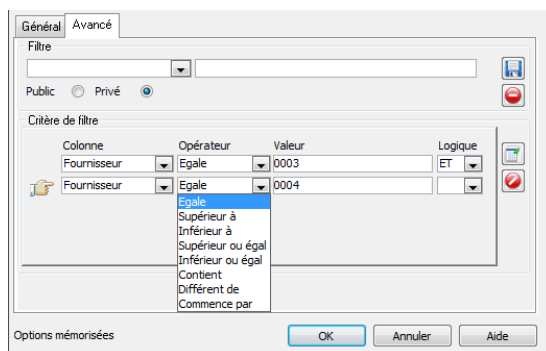 Général Avancé
Filtre
Public Privé
Critère de filtre
Colonne Opérateur Valeur Logique
Fournisseur Egale 0003 ET
Fournisseur Egale 0004
Egale
Supérieur à
Inférieur à
Supérieur ou égal
Inférieur ou égal
Contient
Différent de
Commence par
Options mémorisées OK Annuler Aide